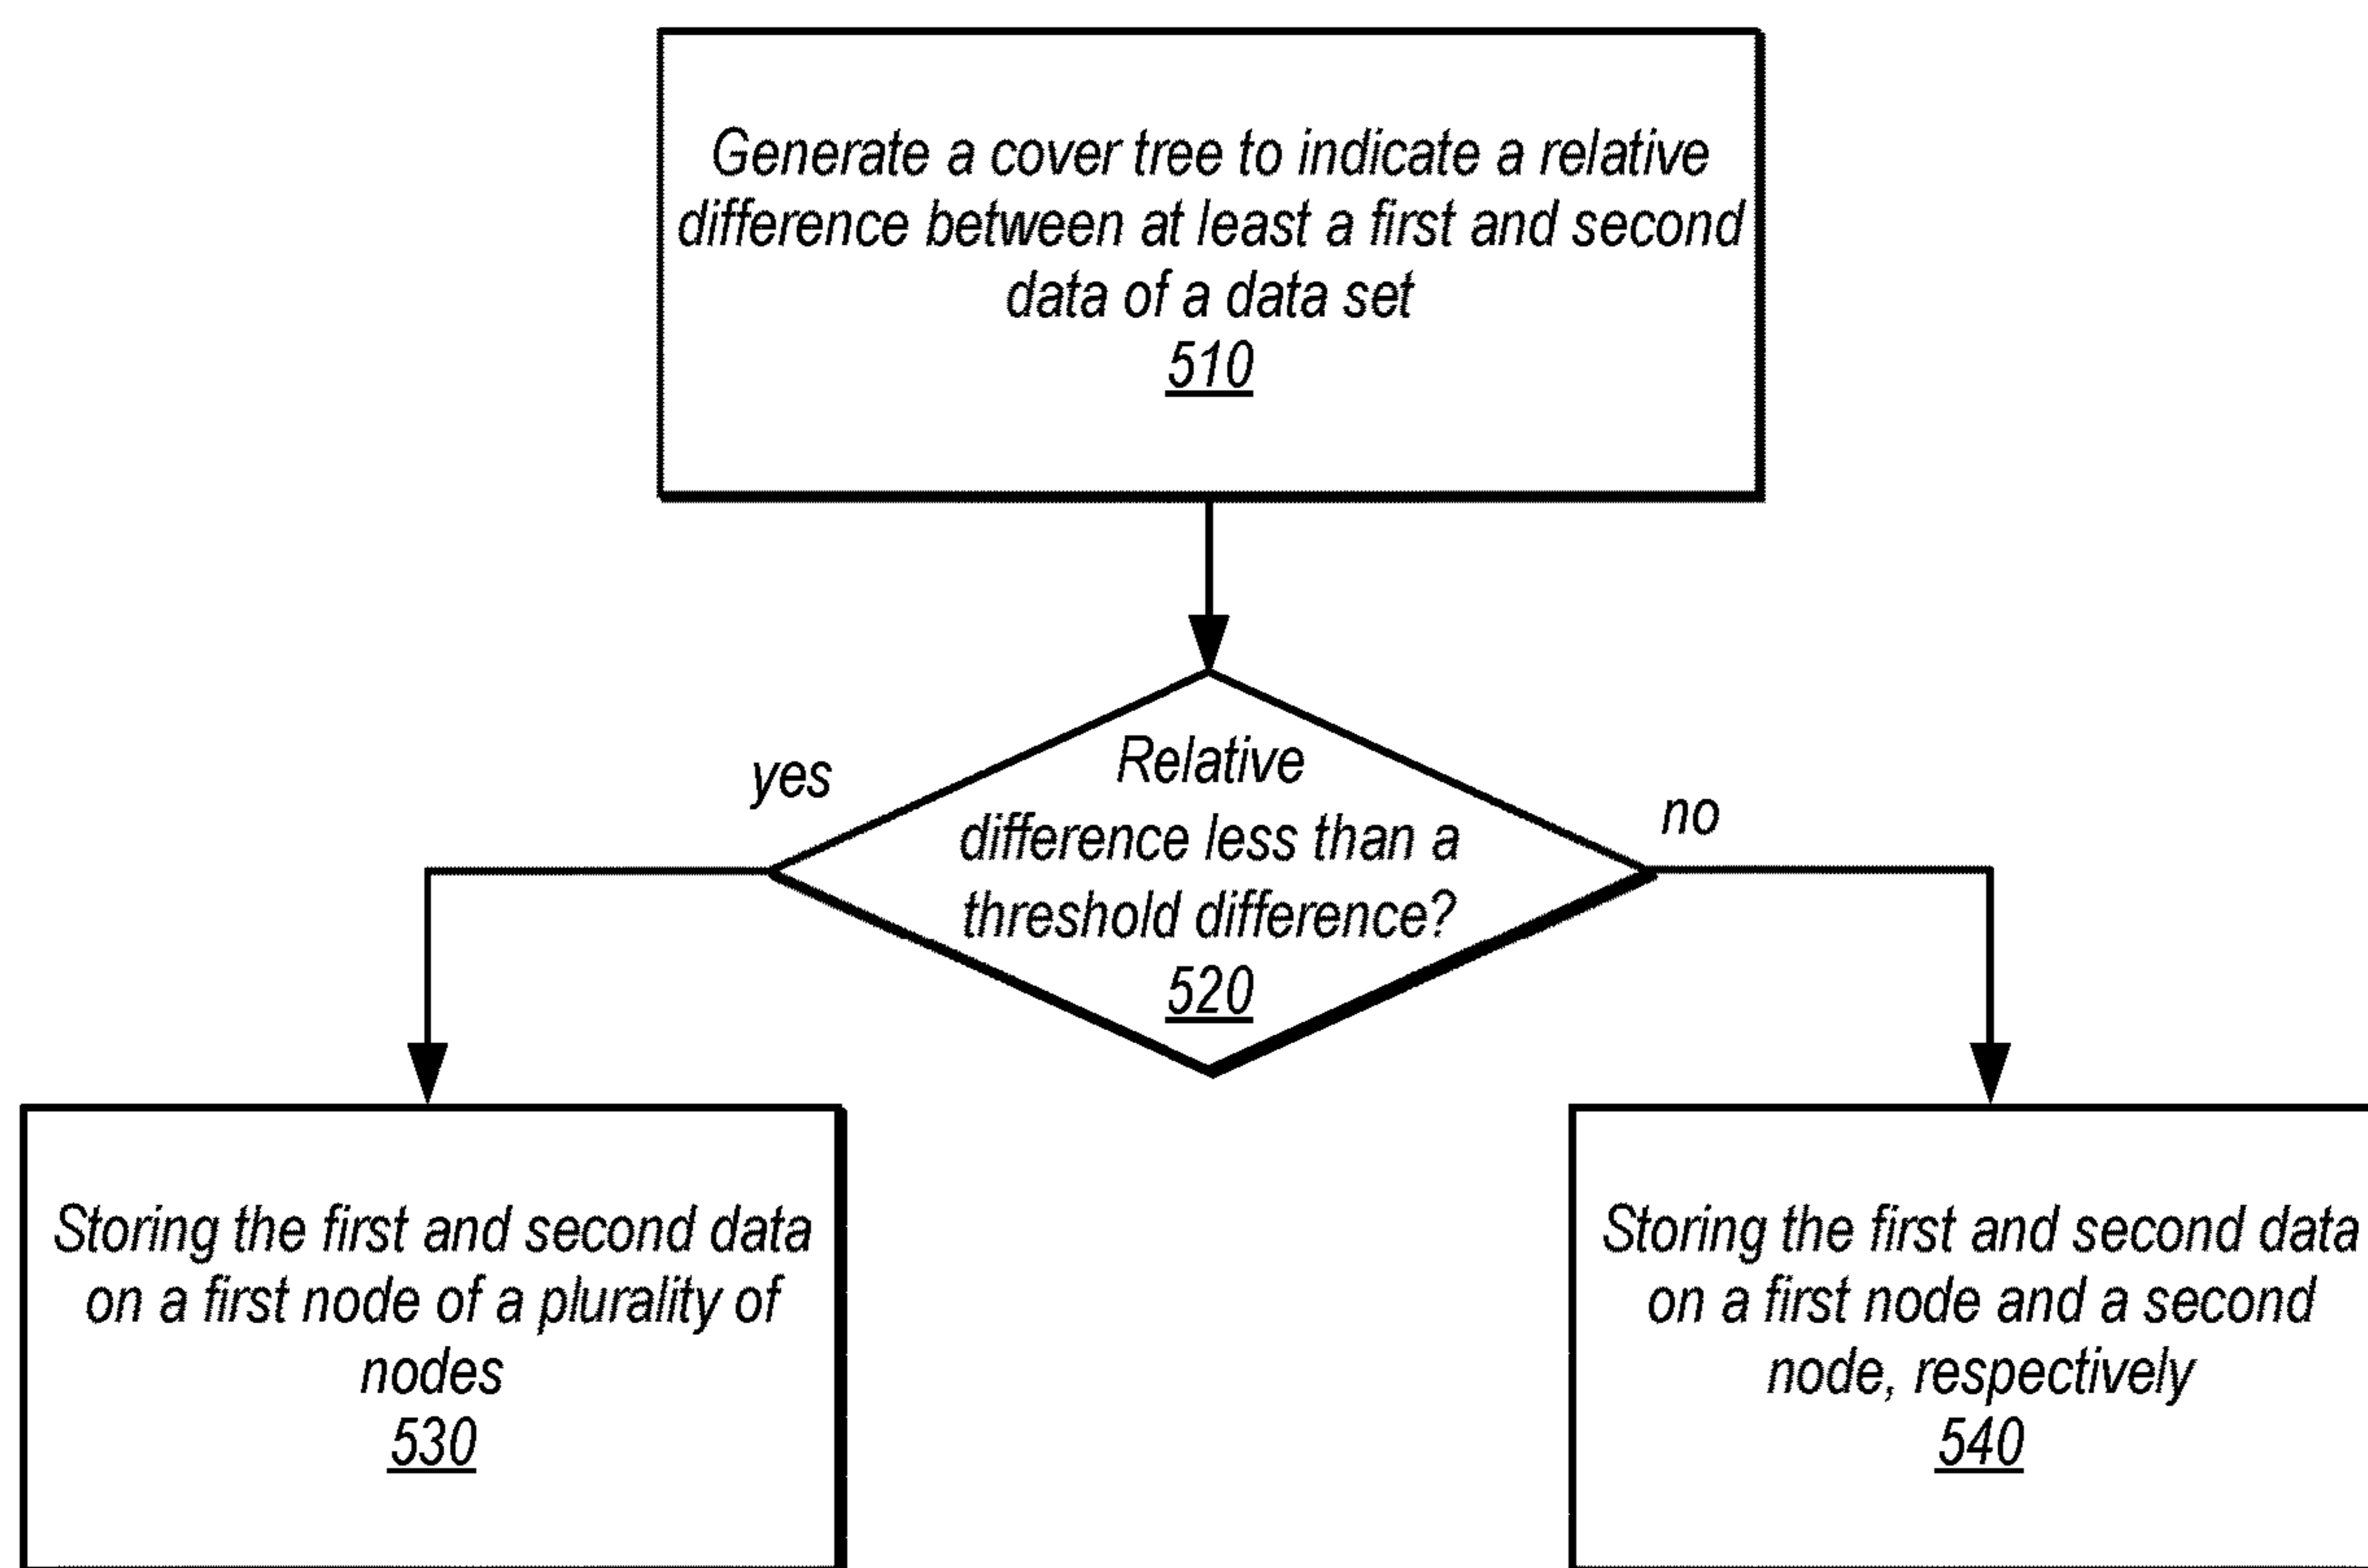 Generate a cover tree to indicate a relative
difference between at least a first and second
data of a data set
510
yes
Relative
difference less than a
threshold difference?
520
no
Storing the first and second data
on a first node of a plurality of
nodes
530
Storing the first and second data
on a first node and a second
node, respectively
540